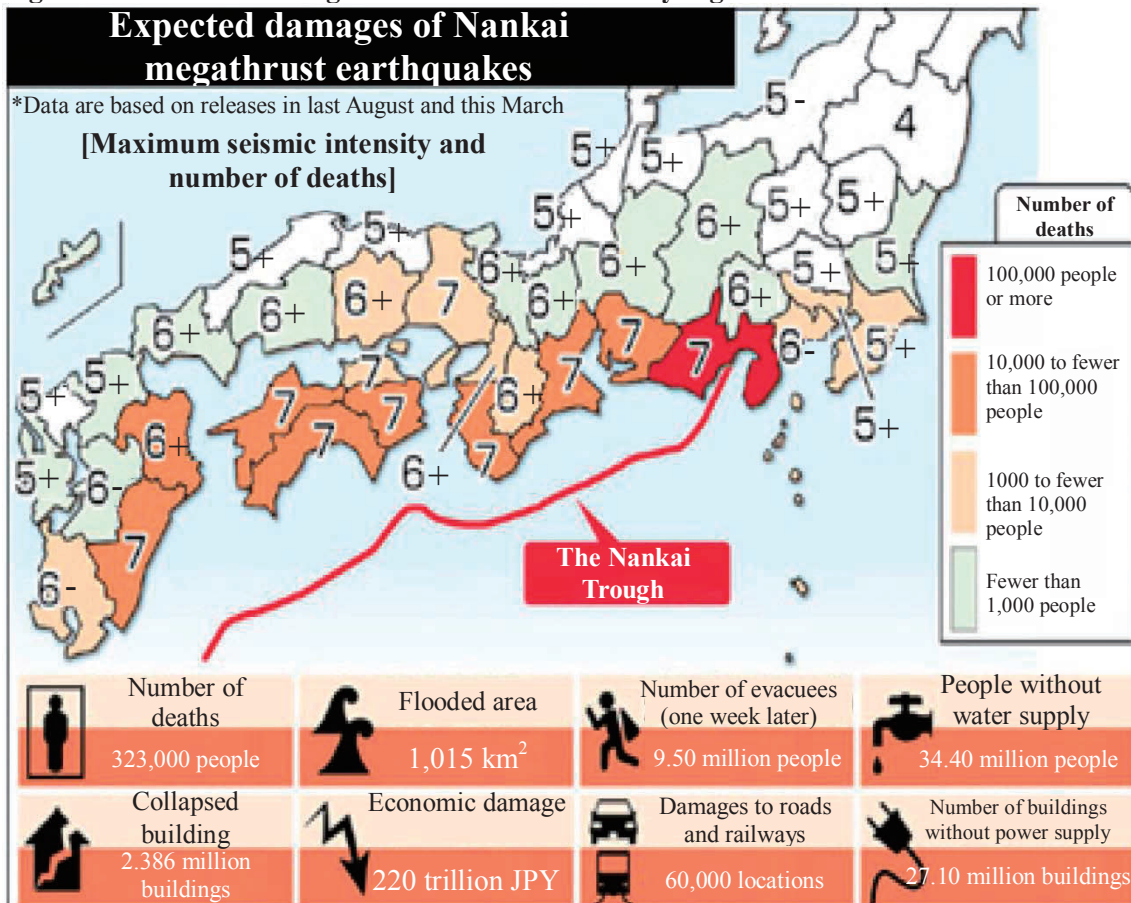 Expected damages of Nankai
megathrust earthquakes
*Data are based on releases in last August and this March
[Maximum seismic intensity and
number of deaths]
5-
4
5+
5+
5+
5+
6+
5+
5+
5+
5+
6+
6+
5+
5+
6+
7
6+
6+
6+
6+
7
7
6-
5+
5+
5+
7
6+
7
5+
6+
7
7
7
5+
6-
6+
7
7
6-
Number of
deaths
100,000 people
or more
10,000 to fewer
than 100,000
people
1000 to fewer
than 10,000
people
Fewer than
1,000 people
The Nankai
Trough
Number of
deaths
323,000 people
Flooded area
1,015 km²
Number of evacuees
(one week later)
9.50 million people
People without
water supply
34.40 million people
Collapsed
building
2.386 million
buildings
Economic damage
220 trillion JPY
Damages to roads
and railways
60,000 locations
Number of buildings
without power supply
27.10 million buildings